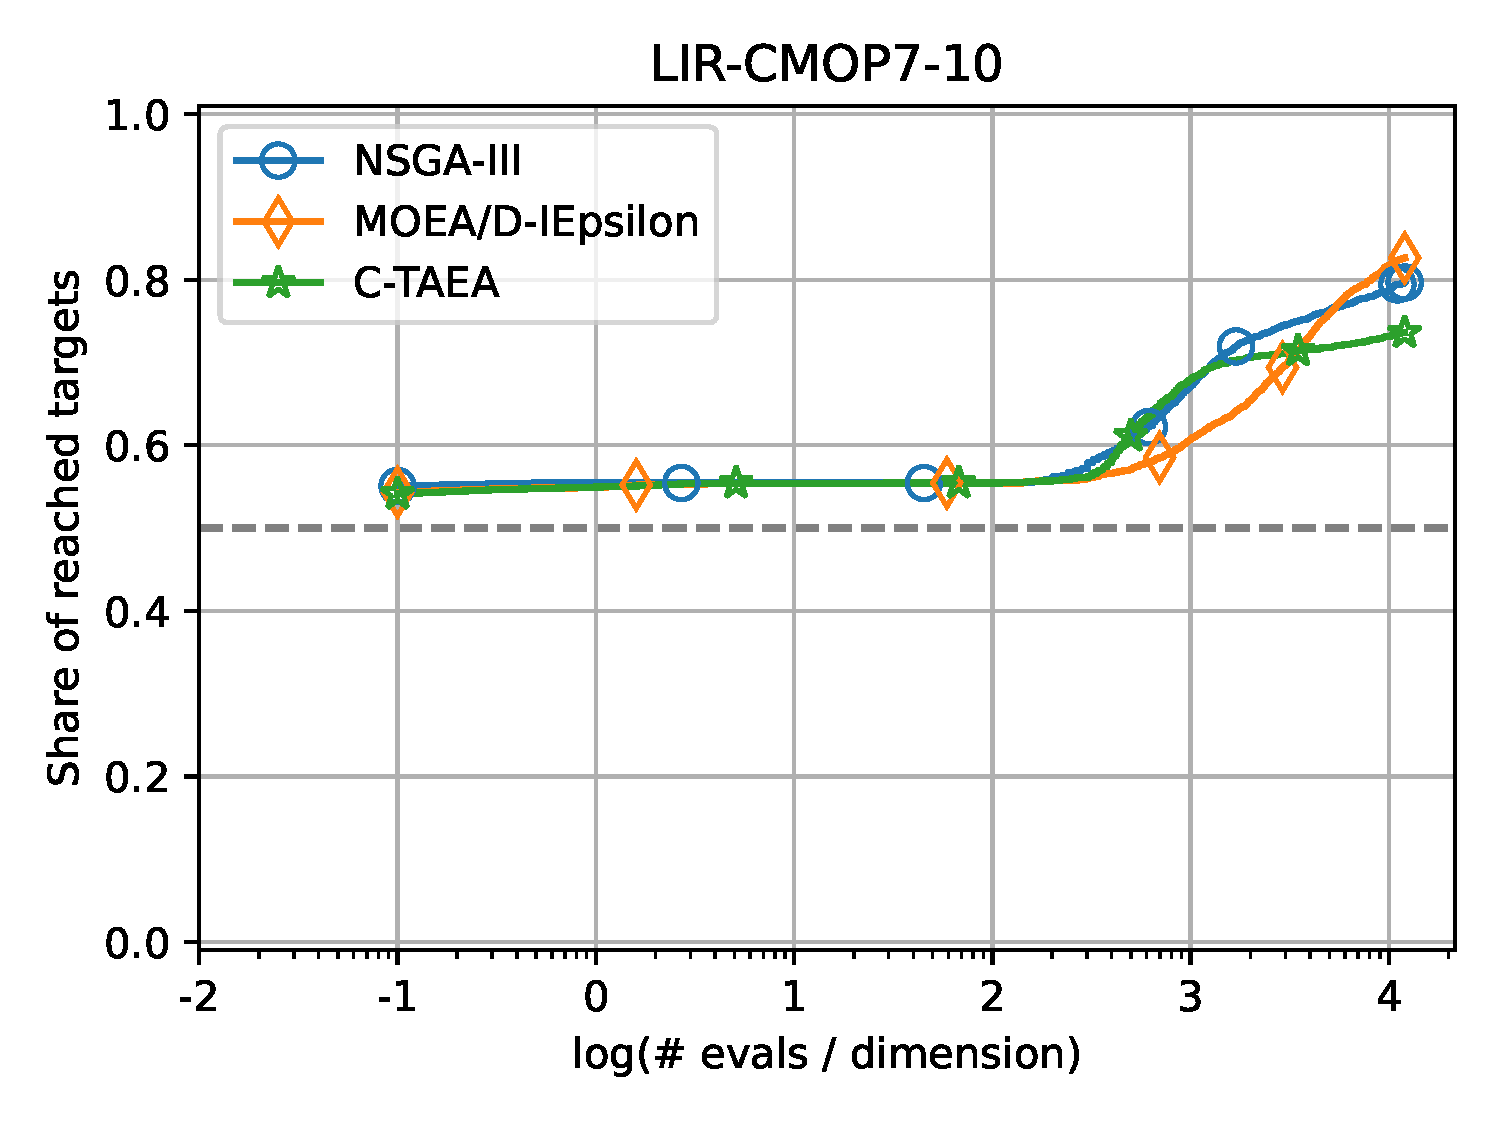 LIR-CMOP7-10
1.0
0.8
0.6
0.4
0.2
0.0
Share of reached targets
NSGA-III
MOEA/D-IEpsilon
C-TAEA
-2 -1 0 1 2 3 4
log(# evals / dimension)